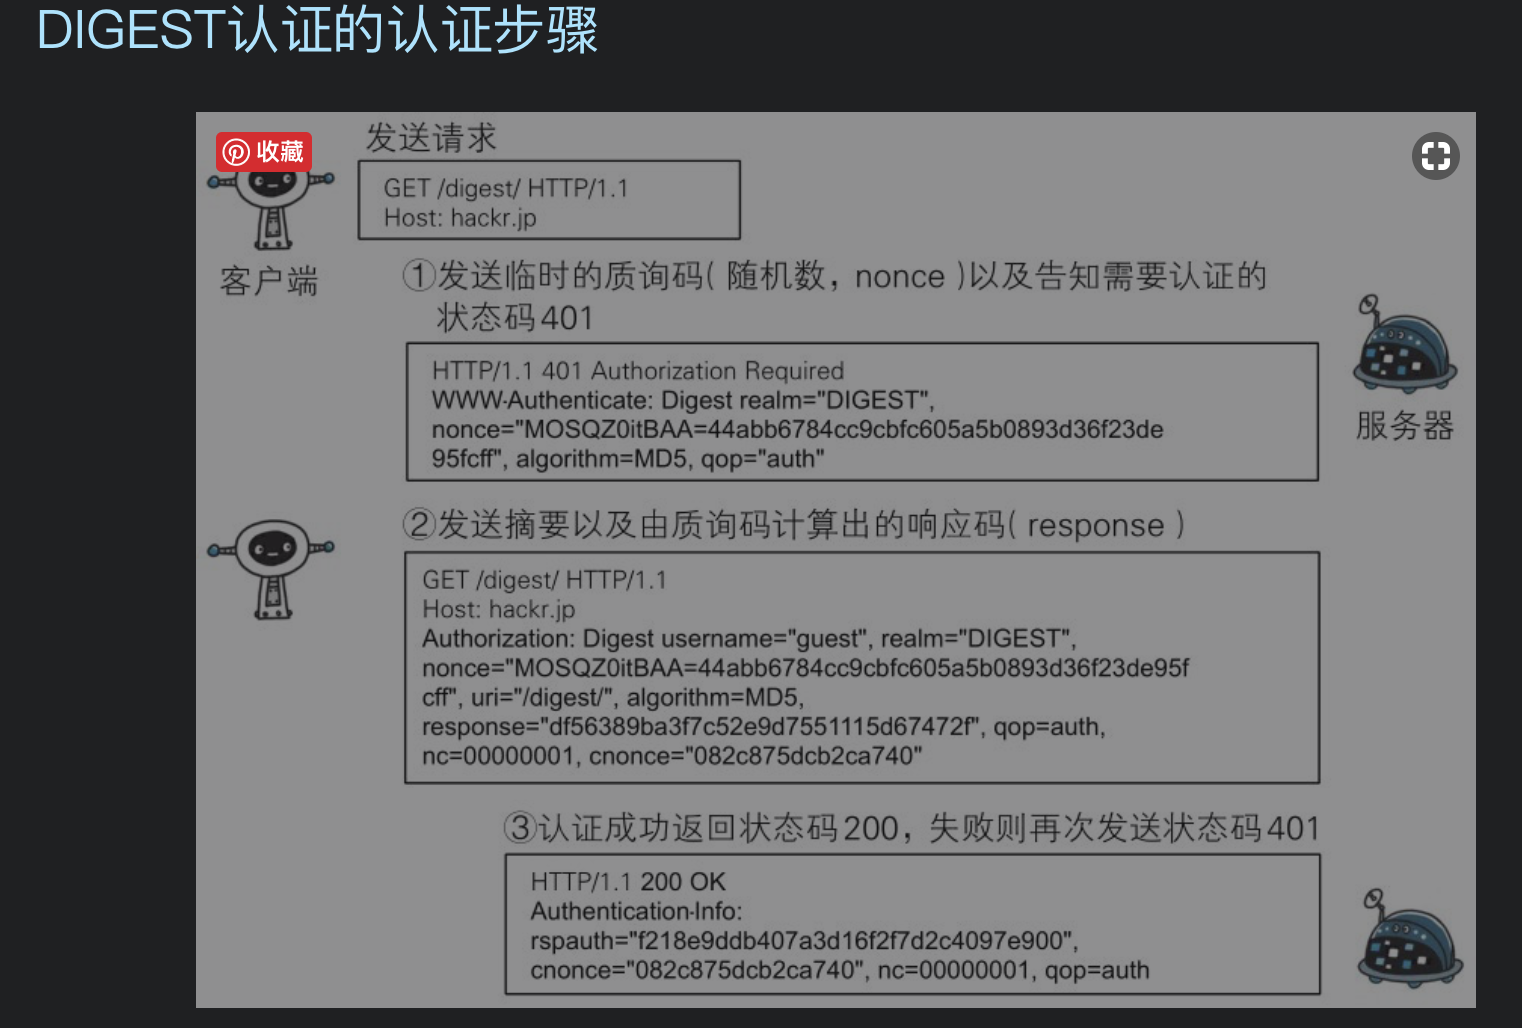 DIGEST认证的认证步骤
发送请求
收藏
GET /digest/ HTTP/1.1
Host: hackr.jp
客户端
①发送临时的质询码( 随机数, nonce )以及告知需要认证的
状态码401
HTTP/1.1 401 Authorization Required
WWW-Authenticate: Digest realm="DIGEST",
nonce="MOSQZ0itBAA=44abb6784cc9cbfc605a5b0893d36f23de
95fcff", algorithm=MD5, qop="auth"
服务器
②发送摘要以及由质询码计算出的响应码( response )
GET /digest/ HTTP/1.1
Host: hackr.jp
Authorization: Digest username="guest", realm="DIGEST",
nonce="MOSQZ0itBAA=44abb6784cc9cbfc605a5b0893d36f23de95f
cff", uri="/digest/", algorithm=MD5,
response="df56389ba3f7c52e9d7551115d67472f", qop=auth,
nc=00000001, cnonce="082c875dcb2ca740"
③认证成功返回状态码200, 失败则再次发送状态码401
HTTP/1.1 200 OK
Authentication-Info:
rspauth="f218e9ddb407a3d16f2f7d2c4097e900",
cnonce="082c875dcb2ca740", nc=00000001, qop=auth